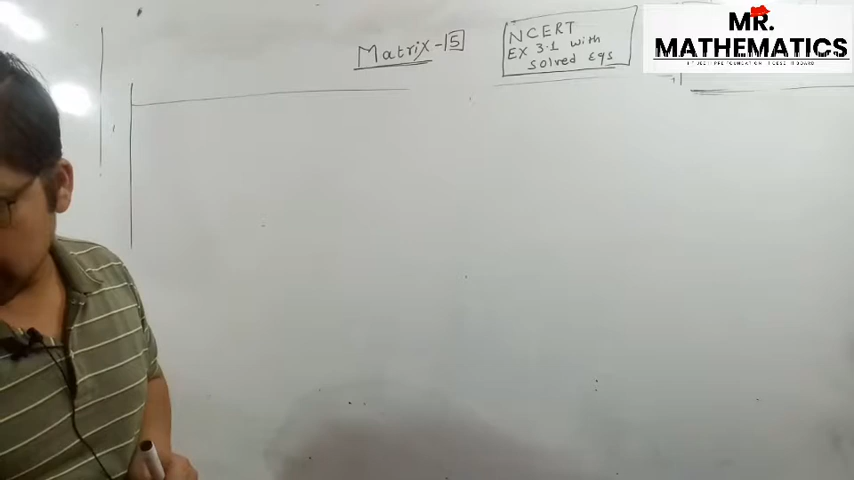 Matrix-15
NCERT
EX 3.1 with
solved Eqs
MR.
MATHEMATICS